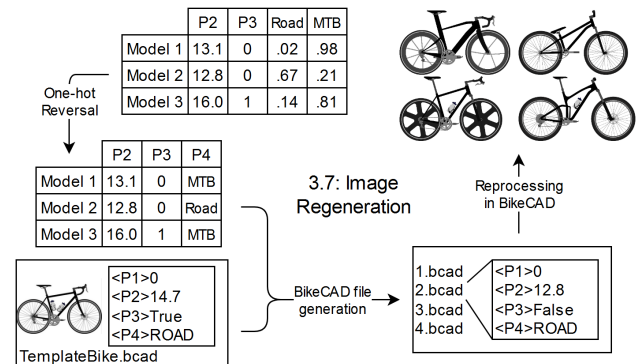 P2 P3 Road MTB
Model 1 13.1 0 .02 .98
Model 2 12.8 0 .67 .21
Model 3 16.0 1 .14 .81
One-hot
Reversal
P2 P3 P4
Model 1 13.1 0 MTB
Model 2 12.8 0 Road
Model 3 16.0 1 MTB
3.7: Image
Regeneration
Reprocessing
in BikeCAD
<P1>0
<P2>14.7
<P3>True
<P4>ROAD
TemplateBike.bcad
BikeCAD file
generation
1.bcad
2.bcad
3.bcad
4.bcad
<P1>0
<P2>12.8
<P3>False
<P4>ROAD